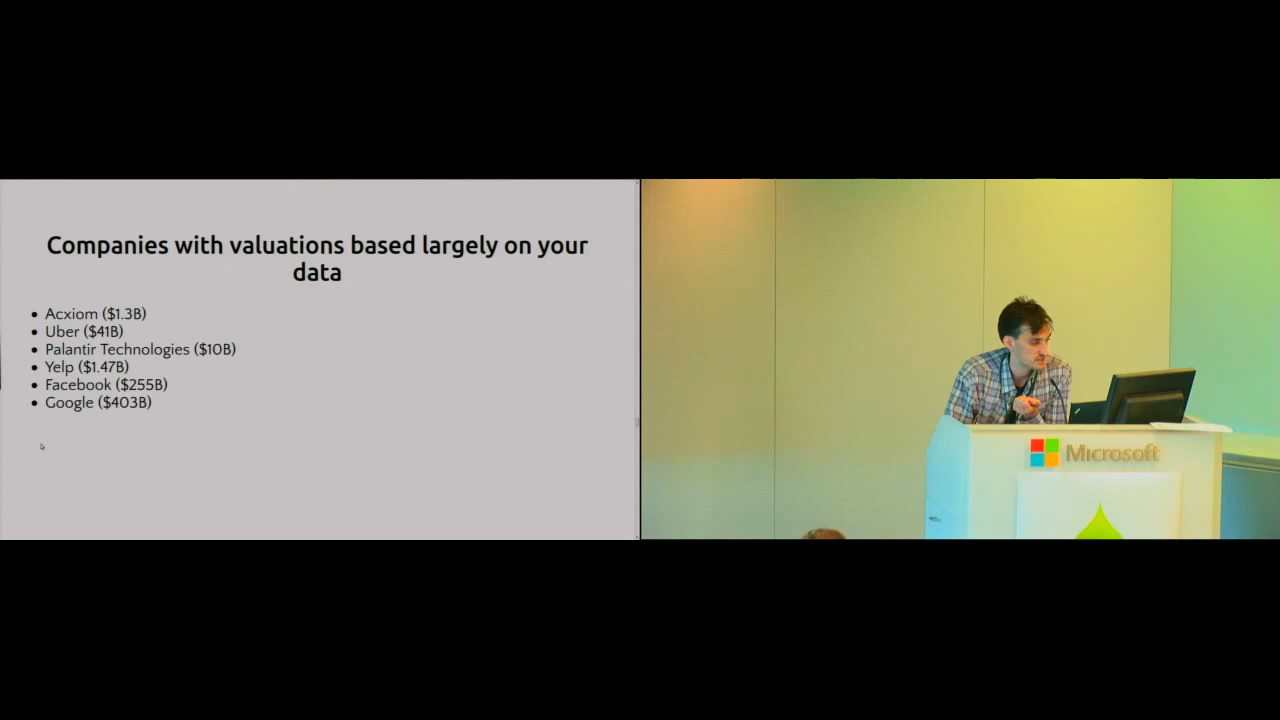 Companies with valuations based largely on your
data
Acxiom ($1.3B)
Uber ($41B)
Palantir Technologies ($10B)
Yelp ($1.47B)
Facebook ($255B)
Google ($403B)
Microsoft